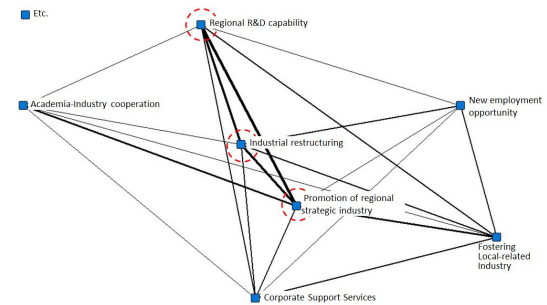 Etc.
Regional R&D capability
Academia-Industry cooperation
New employment
opportunity
Industrial restructuring
Promotion of regional
strategic industry
Fostering
Local-related
Industry
Corporate Support Services